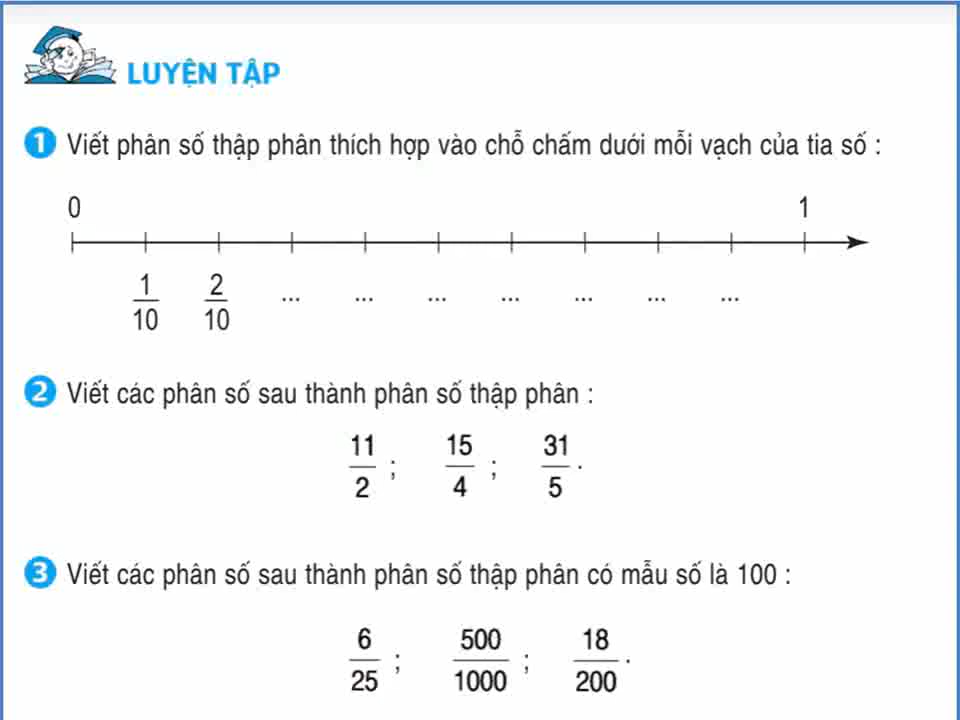 LUYỆN TẬP
1 Viết phân số thập phân thích hợp vào chỗ chấm dưới mỗi vạch của tia số :
0 1
1/10 2/10 ... ... ... ... ... ... ...
2 Viết các phân số sau thành phân số thập phân :
11/2 ; 15/4 ; 31/5 .
3 Viết các phân số sau thành phân số thập phân có mẫu số là 100 :
6/25 ; 500/1000 ; 18/200 .